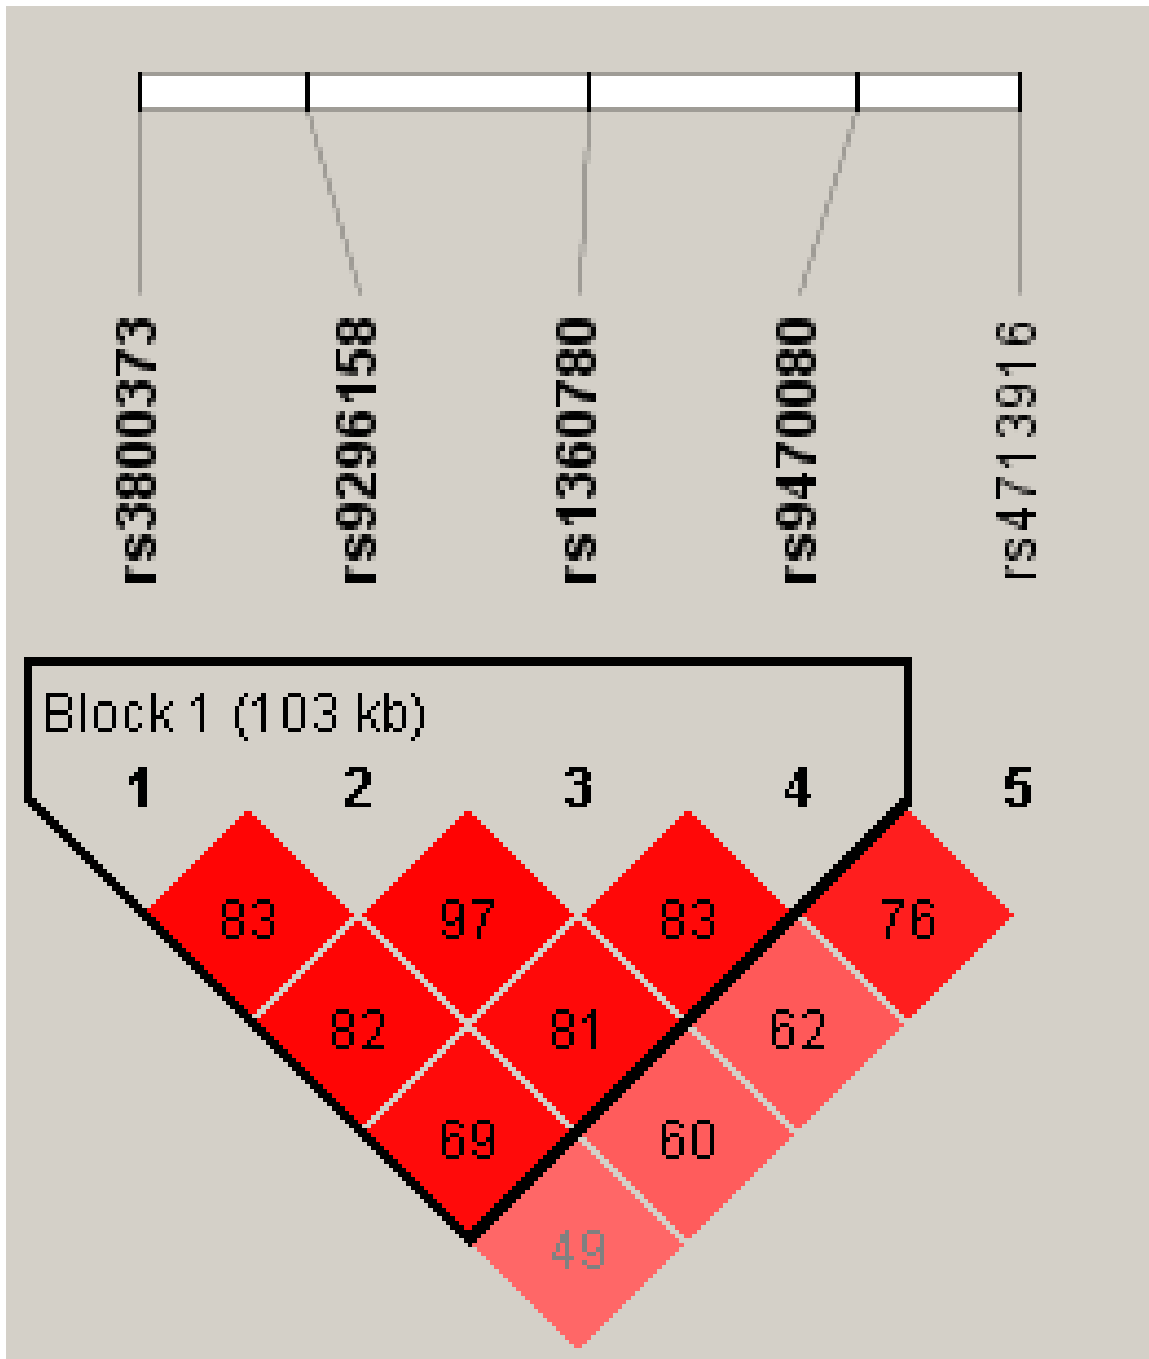 rs3800373
rs9296158
rs1360780
rs9470080
rs4713916
Block 1 (103 kb)
1 2 3 4 5
83 97 83 76
82 81 62
69 60
49